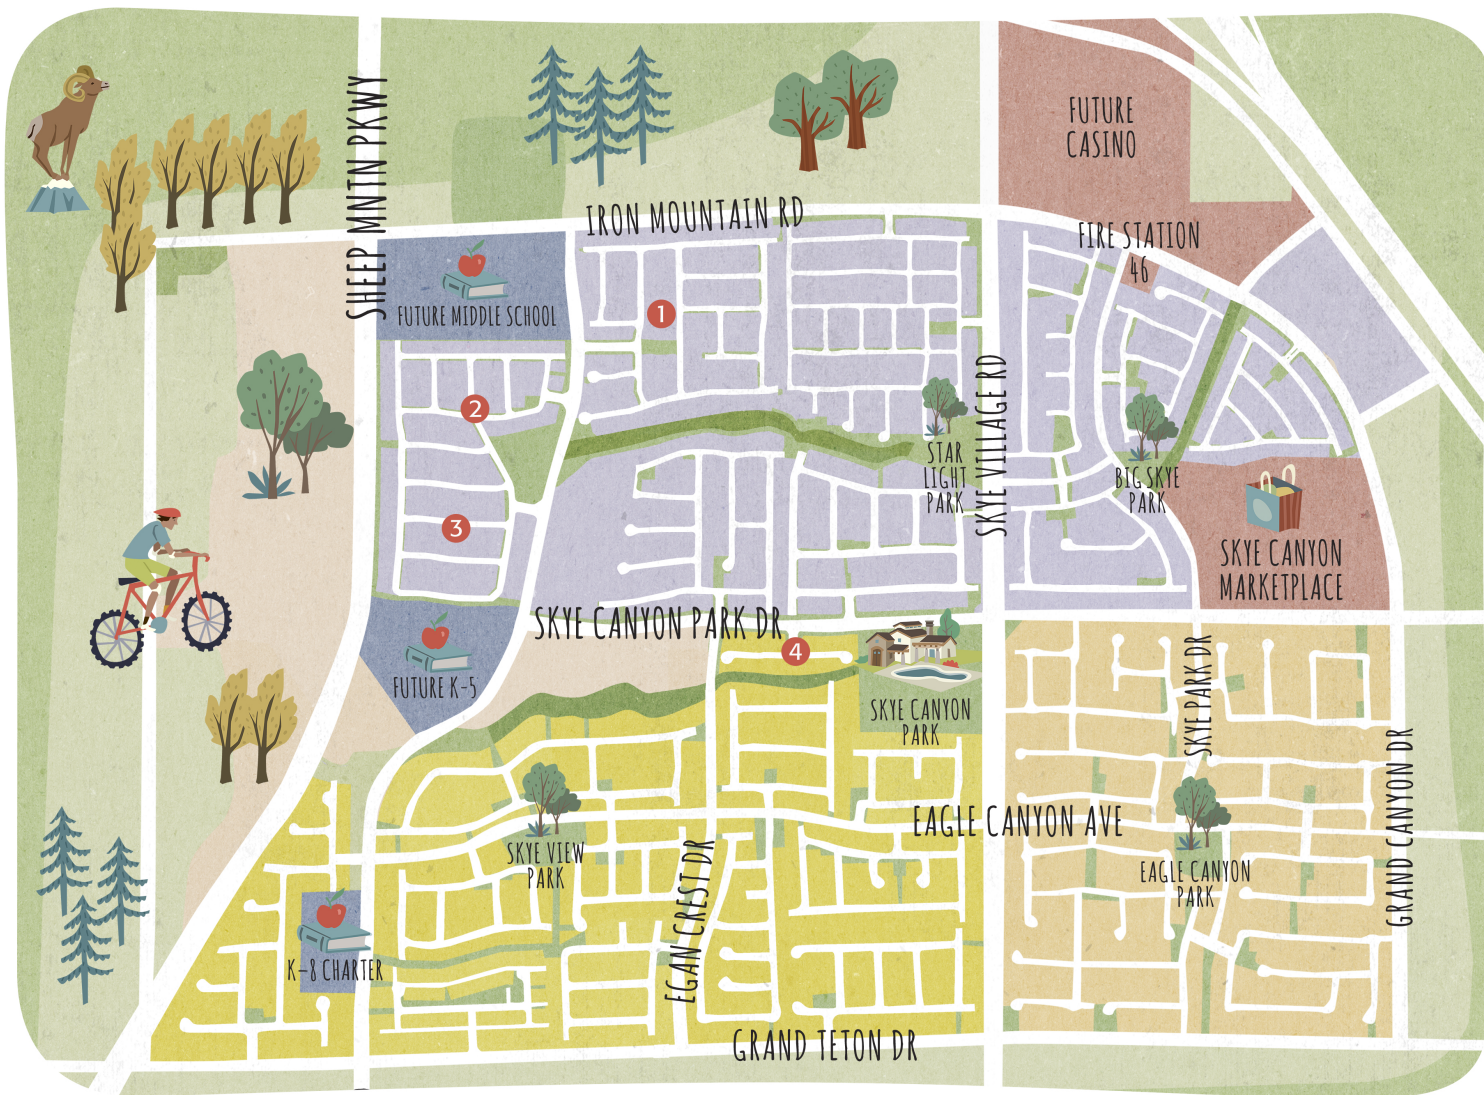 FUTURE
CASINO
SHEEP MNTN PKWY
IRON MOUNTAIN RD
FIRE STATION
46
FUTURE MIDDLE SCHOOL
1
2
STAR
LIGHT
PARK
SKYE VILLAGE RD
BIG SKYE
PARK
3
SKYE CANYON
MARKETPLACE
SKYE CANYON PARK DR
4
FUTURE K-5
SKYE CANYON
PARK
SKYE PARK DR
GRAND CANYON DR
EAGLE CANYON AVE
SKYE VIEW
PARK
EGAN CREST DR
EAGLE CANYON
PARK
K-8 CHARTER
GRAND TETON DR